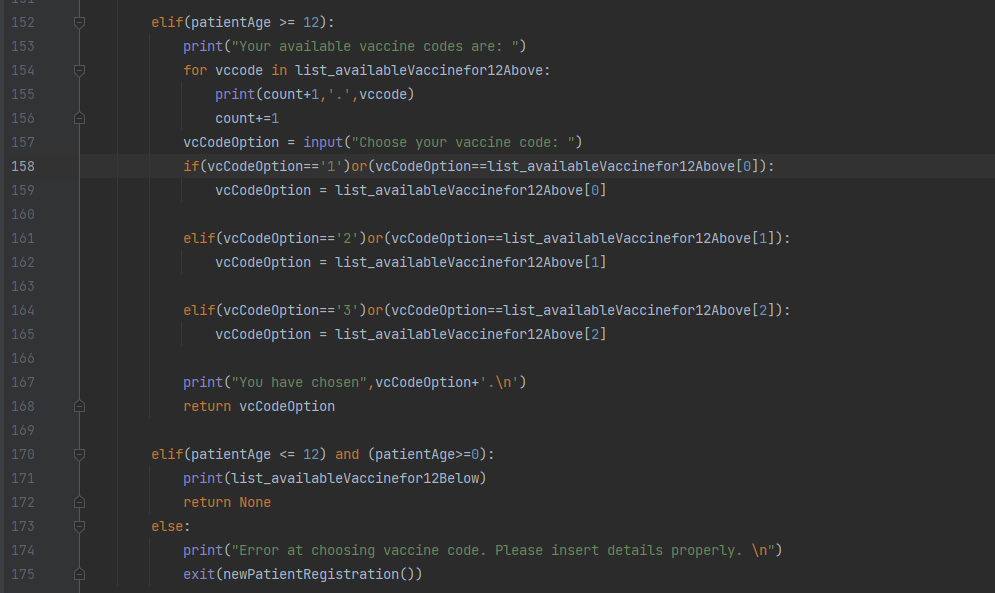 152 elif(patientAge >= 12):
153 print("Your available vaccine codes are: ")
154 for vccode in list_availableVaccinefor12Above:
155 print(count+1,'.',vccode)
156 count+=1
157 vcCodeOption = input("Choose your vaccine code: ")
158 if(vcCodeOption=='1')or(vcCodeOption==list_availableVaccinefor12Above[0]):
159 vcCodeOption = list_availableVaccinefor12Above[0]
160
161 elif(vcCodeOption=='2')or(vcCodeOption==list_availableVaccinefor12Above[1]):
162 vcCodeOption = list_availableVaccinefor12Above[1]
163
164 elif(vcCodeOption=='3')or(vcCodeOption==list_availableVaccinefor12Above[2]):
165 vcCodeOption = list_availableVaccinefor12Above[2]
166
167 print("You have chosen",vcCodeOption+'.\n')
168 return vcCodeOption
169
170 elif(patientAge <= 12) and (patientAge>=0):
171 print(list_availableVaccinefor12Below)
172 return None
173 else:
174 print("Error at choosing vaccine code. Please insert details properly. \n")
175 exit(newPatientRegistration())